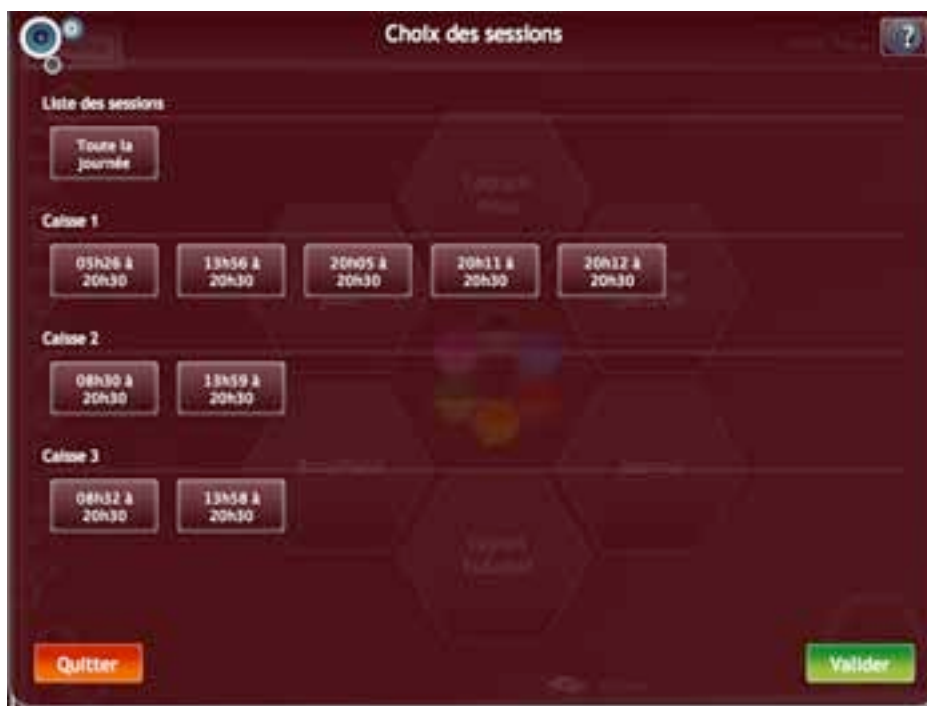 Choix des sessions
?
Liste des sessions
Toute la
journée
Caisse 1
05h26 à
20h30
13h56 à
20h30
20h05 à
20h30
20h11 à
20h30
20h12 à
20h30
Caisse 2
08h30 à
20h30
13h59 à
20h30
Caisse 3
08h32 à
20h30
13h58 à
20h30
Quitter
Valider